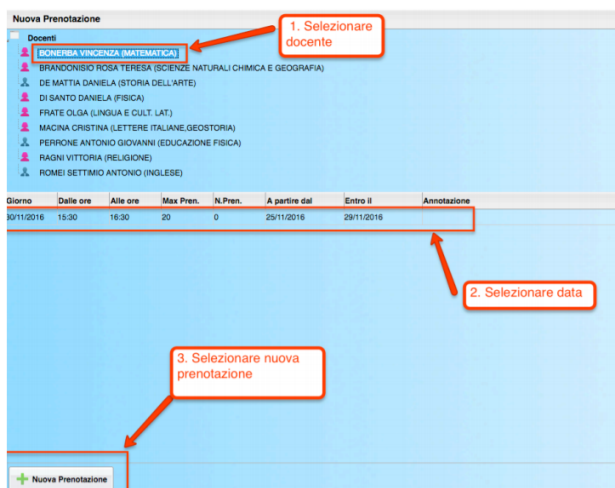 Nuova Prenotazione
1. Selezionare
docente
Docenti
BONERBA VINCENZA (MATEMATICA)
BRANDONISIO ROSA TERESA (SCIENZE NATURALI CHIMICA E GEOGRAFIA)
DE MATTIA DANIELA (STORIA DELL'ARTE)
DI SANTO DANIELA (FISICA)
FRATE OLGA (LINGUA E CULT. LAT.)
MACINA CRISTINA (LETTERE ITALIANE,GEOSTORIA)
PERRONE ANTONIO GIOVANNI (EDUCAZIONE FISICA)
RAGNI VITTORIA (RELIGIONE)
ROMEI SETTIMIO ANTONIO (INGLESE)
Giorno Dalle ore Alle ore Max Pren. N.Pren. A partire dal Entro il Annotazione
30/11/2016 15:30 16:30 20 0 25/11/2016 29/11/2016
2. Selezionare data
3. Selezionare nuova
prenotazione
Nuova Prenotazione